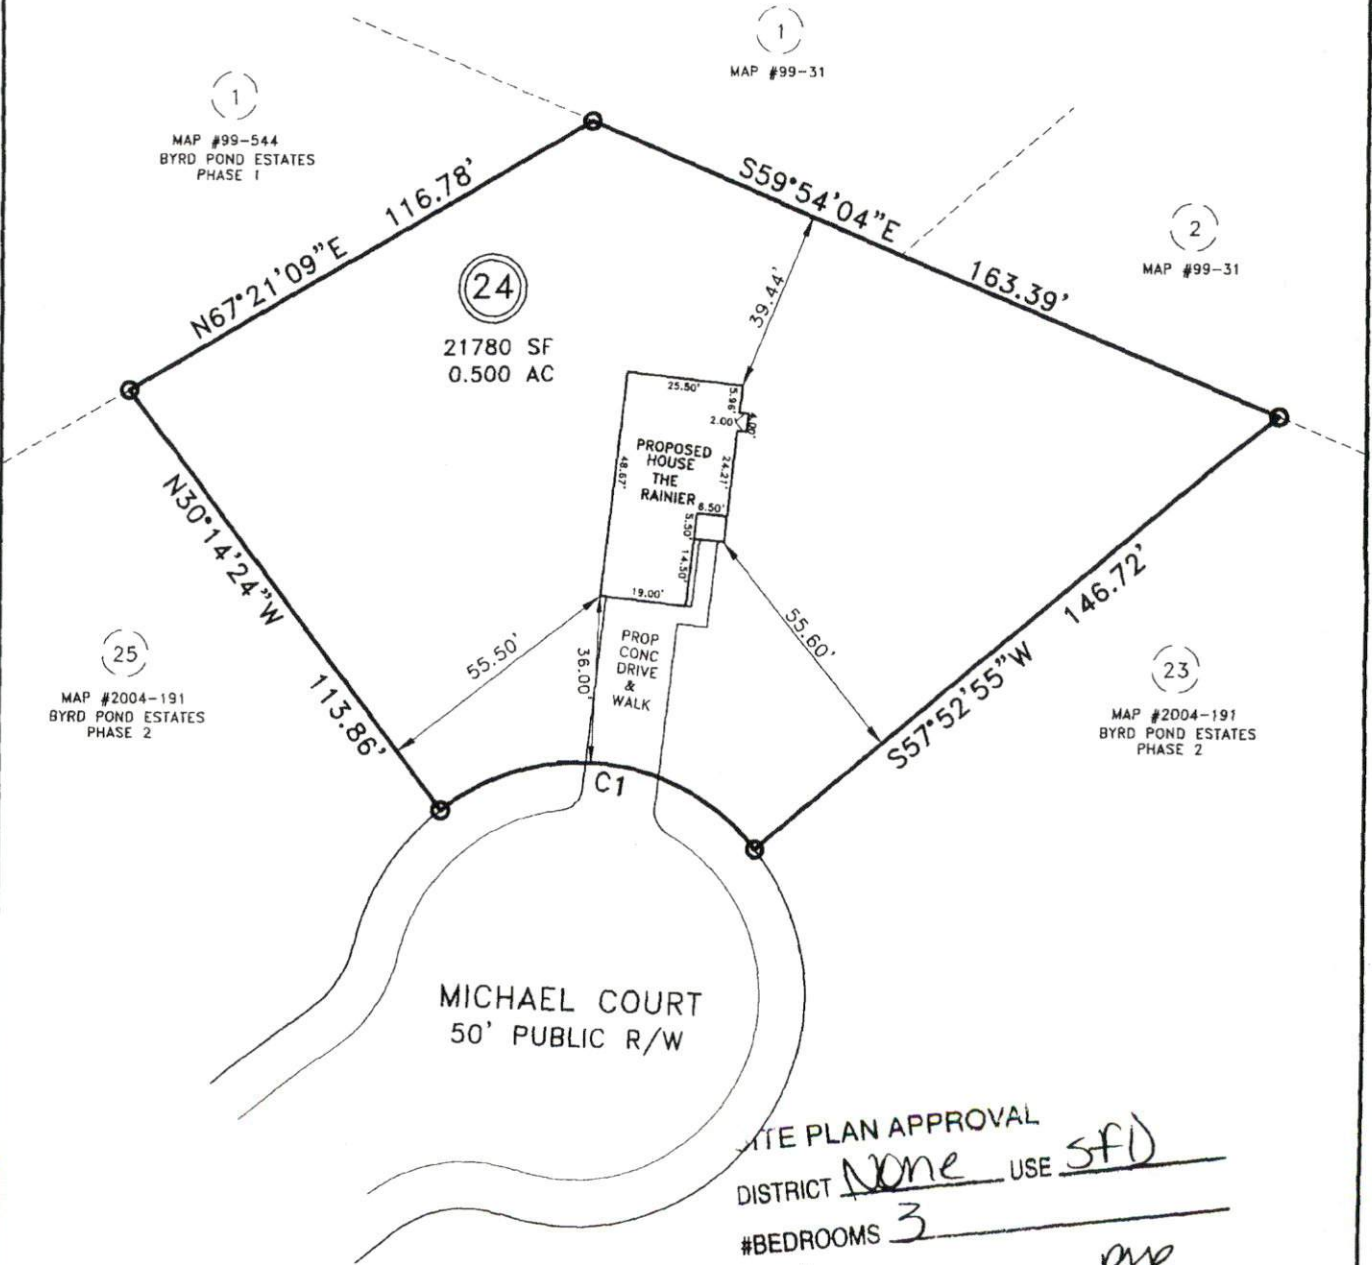 1
MAP #99-31
1
MAP #99-544
BYRD POND ESTATES
PHASE 1
N67°21'09"E 116.78'
S59°54'04"E 163.39'
2
MAP #99-31
24
21780 SF
0.500 AC
39.44'
25.50'
5.96'
2.00'
4.00'
24.21'
48.67'
PROPOSED
HOUSE
THE
RAINIER
6.50'
5.50'
14.50'
19.00'
N30°14'24"W 113.86'
55.50'
36.00'
PROP
CONC
DRIVE
&
WALK
55.60'
S57°52'55"W 146.72'
25
MAP #2004-191
BYRD POND ESTATES
PHASE 2
23
MAP #2004-191
BYRD POND ESTATES
PHASE 2
C1
MICHAEL COURT
50' PUBLIC R/W
SITE PLAN APPROVAL
DISTRICT None USE SFD
#BEDROOMS 3